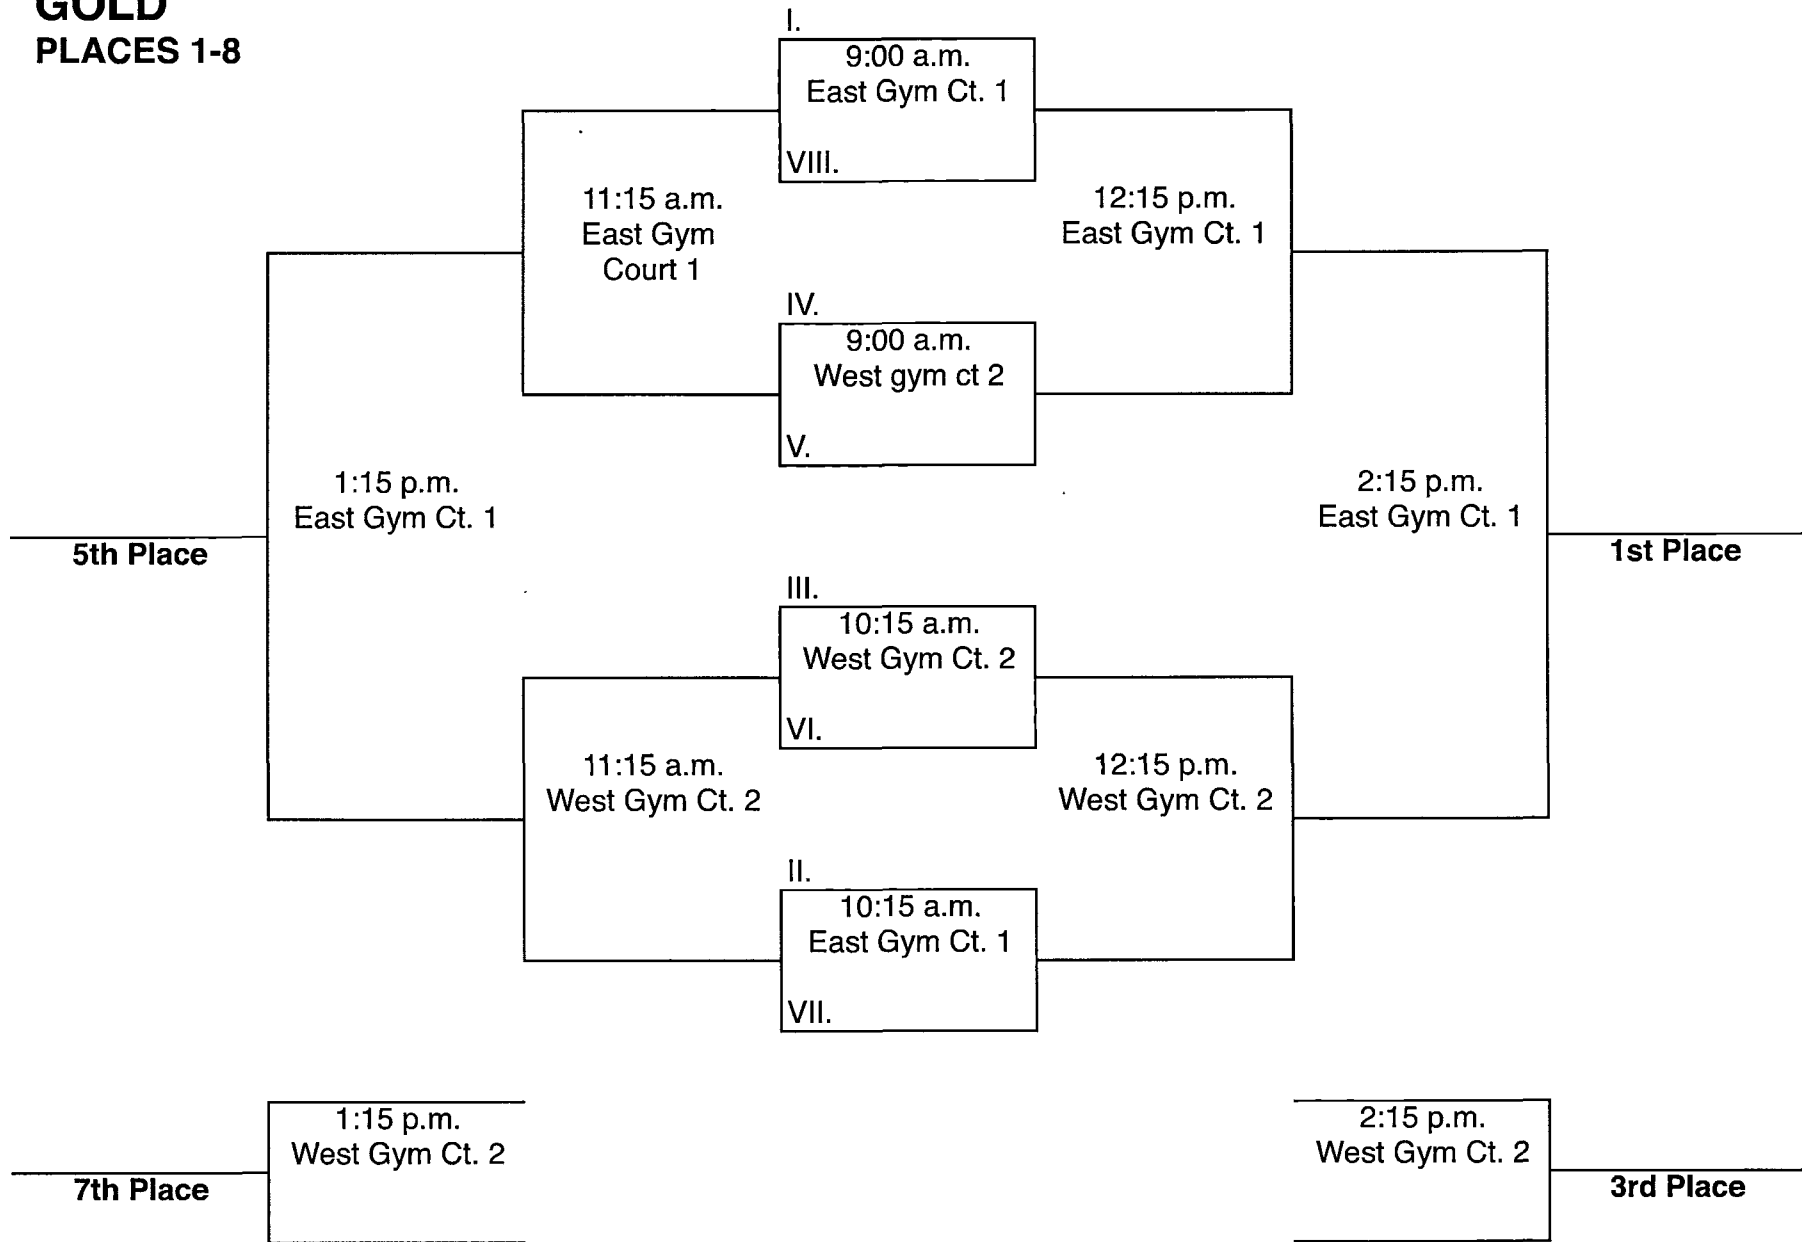 GOLD
PLACES 1-8
I.
9:00 a.m.
East Gym Ct. 1
VIII.
11:15 a.m.
East Gym
Court 1
12:15 p.m.
East Gym Ct. 1
IV.
9:00 a.m.
West gym ct 2
V.
1:15 p.m.
East Gym Ct. 1
2:15 p.m.
East Gym Ct. 1
5th Place
1st Place
III.
10:15 a.m.
West Gym Ct. 2
VI.
11:15 a.m.
West Gym Ct. 2
12:15 p.m.
West Gym Ct. 2
II.
10:15 a.m.
East Gym Ct. 1
VII.
1:15 p.m.
West Gym Ct. 2
2:15 p.m.
West Gym Ct. 2
7th Place
3rd Place